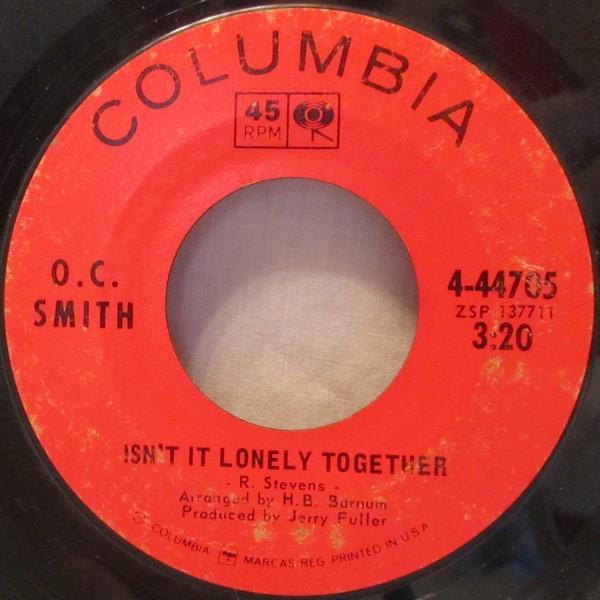 COLUMBIA
45
RPM
O.C.
SMITH
4-44705
ZSP 137711
3:20
ISN'T IT LONELY TOGETHER
- R. Stevens -
Arranged by H.B. Barnum
Produced by Jerry Fuller
© COLUMBIA MARCAS REG. PRINTED IN U.S.A.